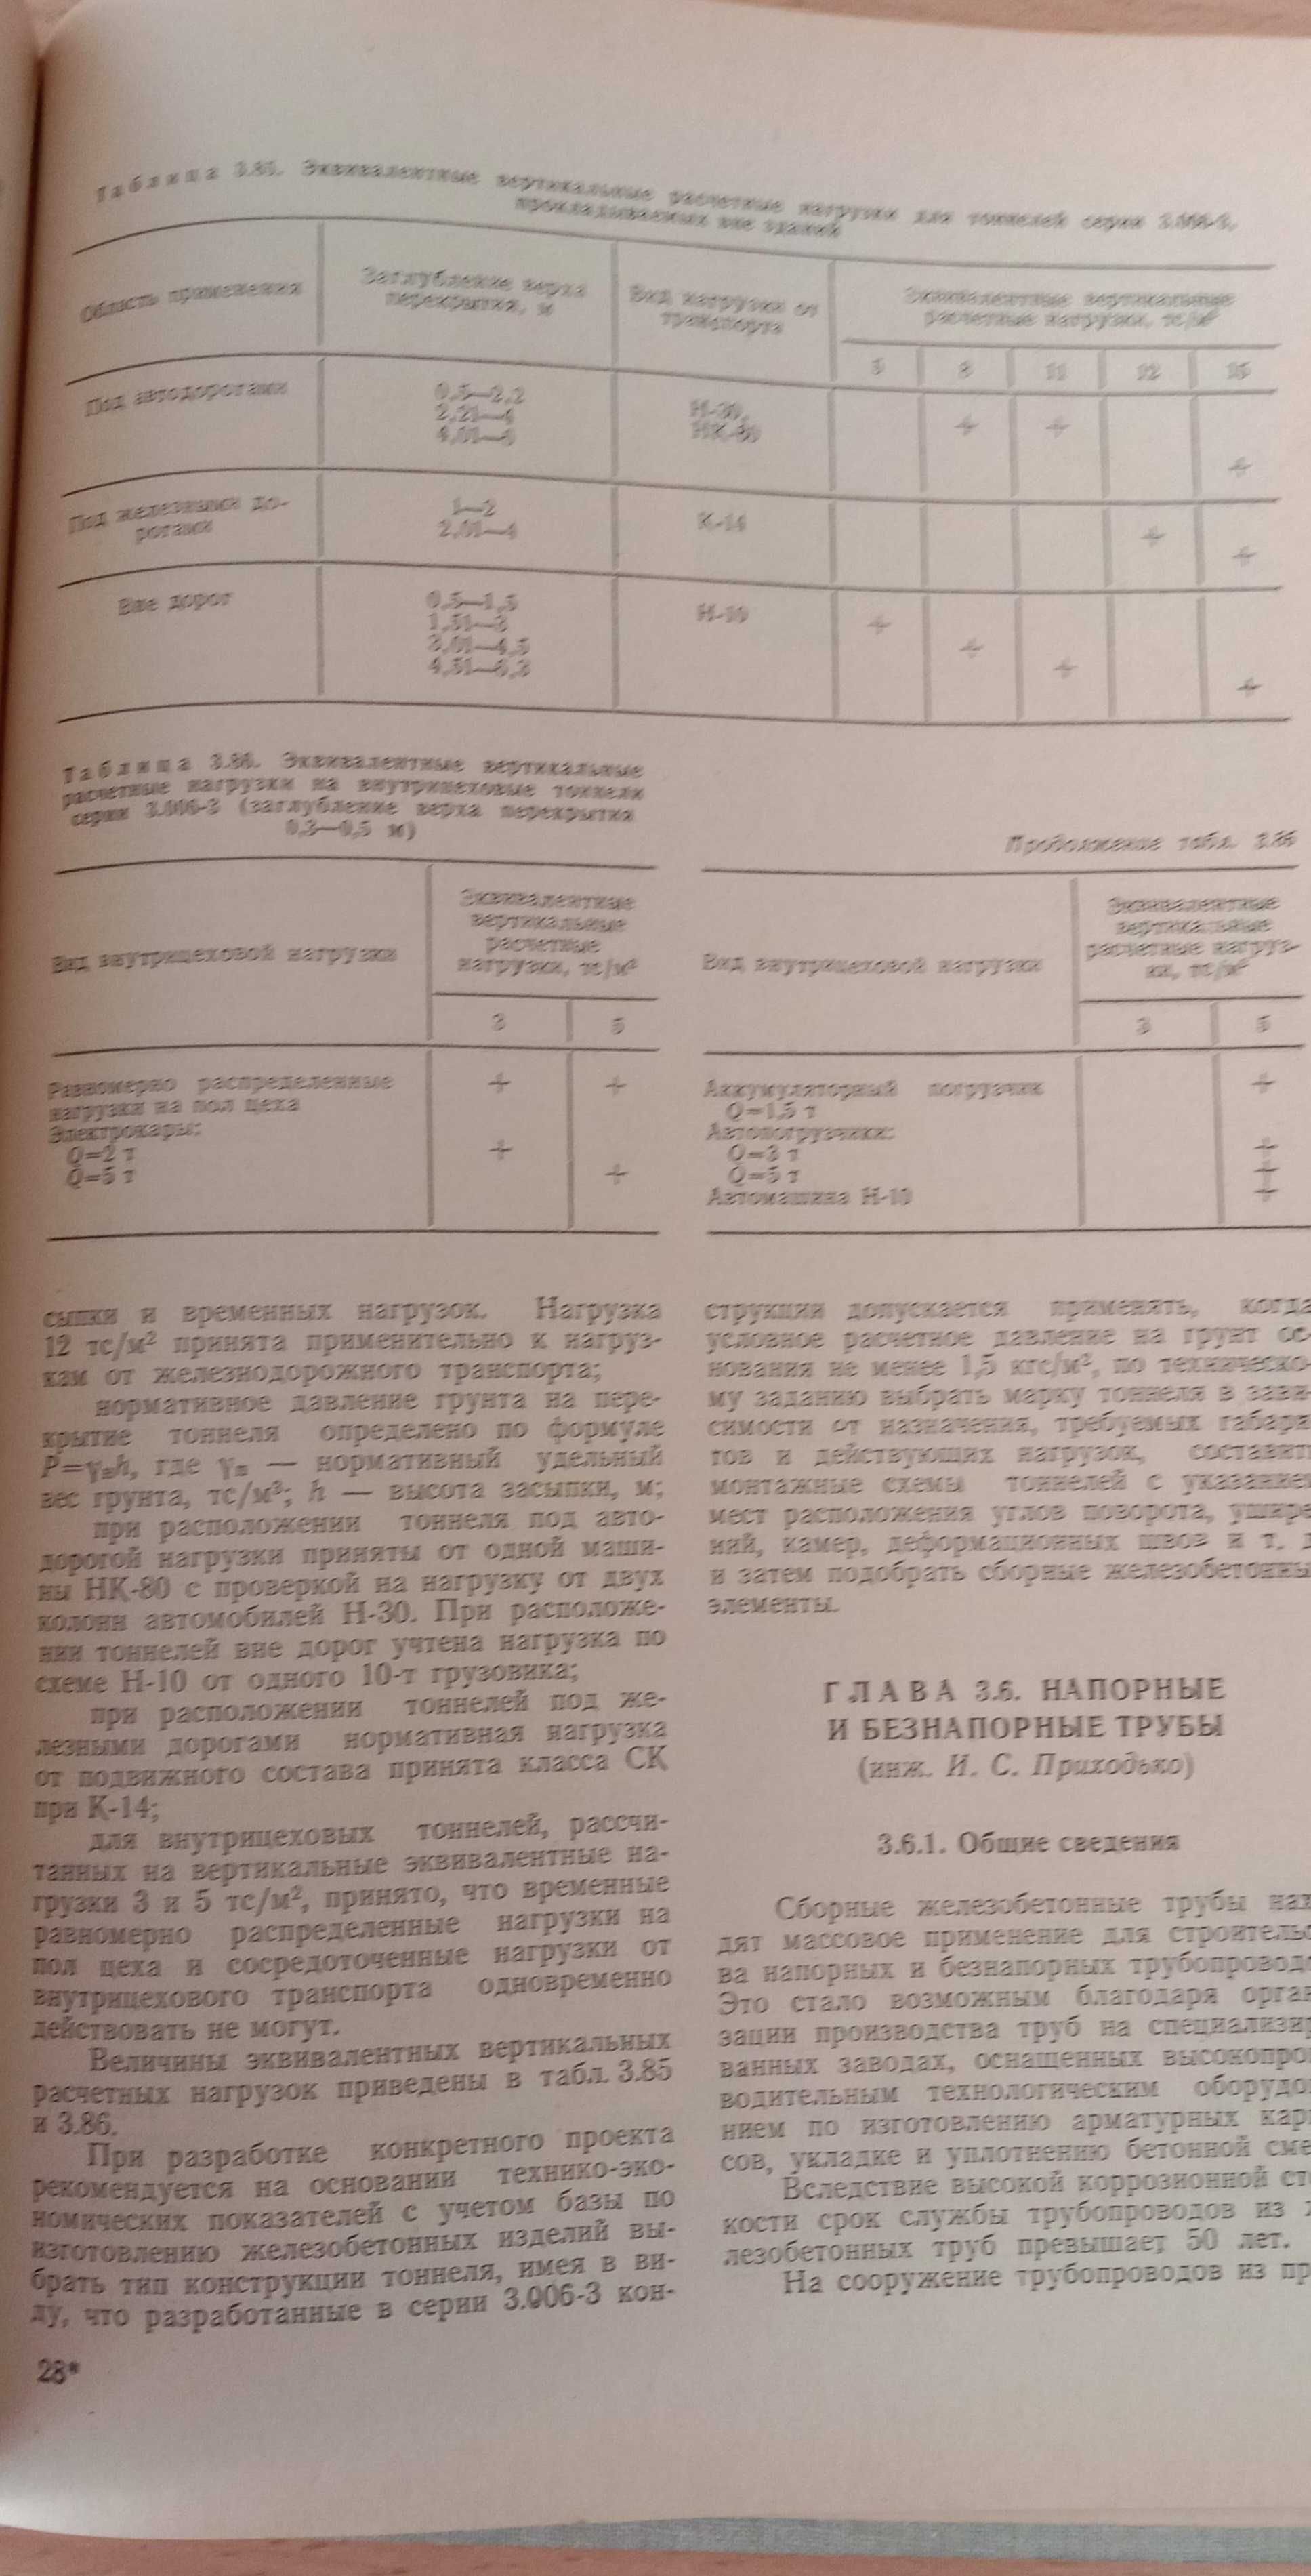 Таблица 3.85. Эквивалентные вертикальные расчетные нагрузки для тоннелей серии 3.006-3,
прокладываемых вне зданий
Область применения
Заглубление верха
перекрытия, м
Вид нагрузки от
транспорта
Эквивалентные вертикальные
расчетные нагрузки, тс/м²
5 8 11 12 15
Под автодорогами
0,5—2,2
2,21—4
Н-30,
НК-80
+ +
+
Под железными до-
рогами
1—2
2,01—4
К-14
+
+
Вне дорог
0,5—1,5
1,51—3
3,01—4,5
4,51—6,3
Н-10
+
+
+
+
Таблица 3.86. Эквивалентные вертикальные
расчетные нагрузки на внутрицеховые тоннели
серии 3.006-3 (заглубление верха перекрытия
0,3—0,5 м)
Вид внутрицеховой нагрузки
Эквивалентные
вертикальные
расчетные
нагрузки, тс/м²
3 5
Равномерно распределенные + +
нагрузки на пол цеха
Электрокары:
Q=2 т +
Q=5 т +
Продолжение табл. 3.86
Вид внутрицеховой нагрузки
Эквивалентные
вертикальные
расчетные нагруз-
ки, тс/м²
3 5
Аккумуляторный погрузчик +
Q=1,5 т
Автопогрузчики:
Q=3 т +
Q=5 т +
Автомашина Н-10 +
сыпки и временных нагрузок. Нагрузка
12 тс/м² принята применительно к нагруз-
кам от железнодорожного транспорта;
нормативное давление грунта на пере-
крытие тоннеля определено по формуле
P=γₙh, где γₙ — нормативный удельный
вес грунта, тс/м³; h — высота засыпки, м;
при расположении тоннеля под авто-
дорогой нагрузки приняты от одной маши-
ны НК-80 с проверкой на нагрузку от двух
колонн автомобилей Н-30. При расположе-
нии тоннелей вне дорог учтена нагрузка по
схеме Н-10 от одного 10-т грузовика;
при расположении тоннелей под же-
лезными дорогами нормативная нагрузка
от подвижного состава принята класса СК
при К-14;
для внутрицеховых тоннелей, рассчи-
танных на вертикальные эквивалентные на-
грузки 3 и 5 тс/м², принято, что временные
равномерно распределенные нагрузки на
пол цеха и сосредоточенные нагрузки от
внутрицехового транспорта одновременно
действовать не могут.
Величины эквивалентных вертикальных
расчетных нагрузок приведены в табл. 3.85
и 3.86.
При разработке конкретного проекта
рекомендуется на основании технико-эко-
номических показателей с учетом базы по
изготовлению железобетонных изделий вы-
брать тип конструкции тоннеля, имея в ви-
ду, что разработанные в серии 3.006-3 кон-
28*
струкции допускается применять, когда
условное расчетное давление на грунт ос-
нования не менее 1,5 кгс/м², по техническо-
му заданию выбрать марку тоннеля в зави-
симости от назначения, требуемых габари
тов и действующих нагрузок, составить
монтажные схемы тоннелей с указанием
мест расположения углов поворота, ушире
ний, камер, деформационных швов и т. д
и затем подобрать сборные железобетонны
элементы.
ГЛАВА 3.6. НАПОРНЫЕ
И БЕЗНАПОРНЫЕ ТРУБЫ
(инж. И. С. Приходько)
3.6.1. Общие сведения
Сборные железобетонные трубы нах
дят массовое применение для строительс
ва напорных и безнапорных трубопровод
Это стало возможным благодаря орган
зации производства труб на специализир
ванных заводах, оснащенных высокопро
водительным технологическим оборудо
нием по изготовлению арматурных кар
сов, укладке и уплотнению бетонной сме
Вследствие высокой коррозионной ст
кости срок службы трубопроводов из
лезобетонных труб превышает 50 лет.
На сооружение трубопроводов из пр